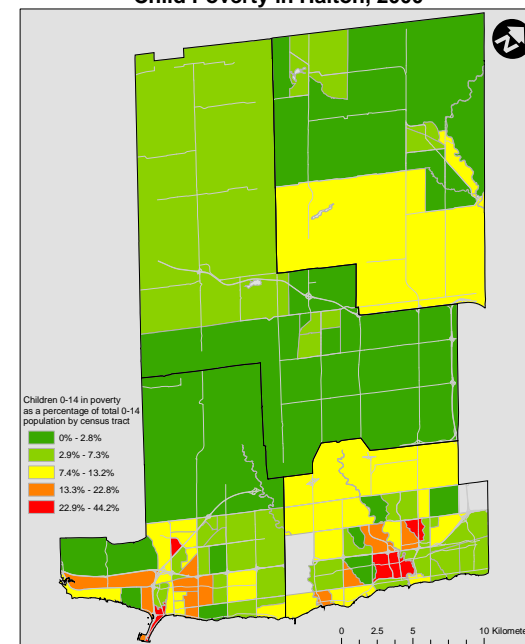 Child Poverty in Halton, 2000
N
Children 0-14 in poverty
as a percentage of total 0-14
population by census tract
0% - 2.8%
2.9% - 7.3%
7.4% - 13.2%
13.3% - 22.8%
22.9% - 44.2%
0 2.5 5 10 Kilomete